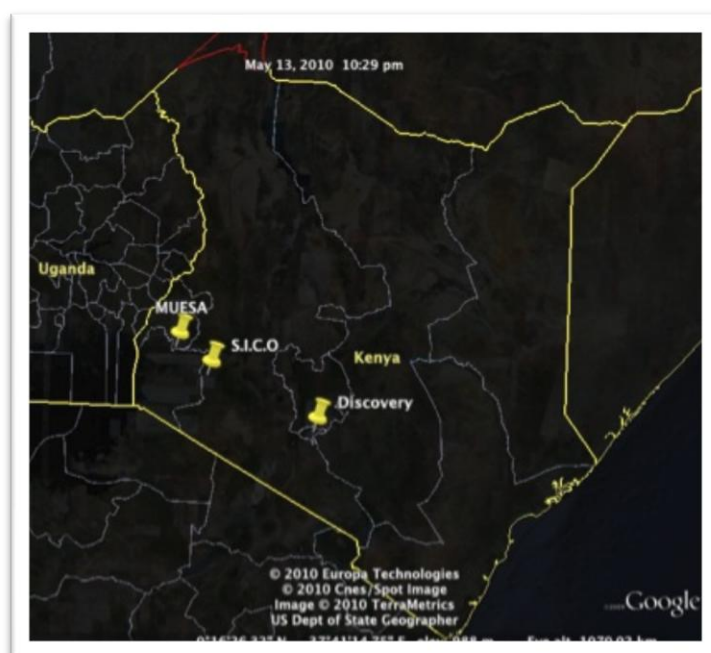 May 13, 2010 10:29 pm
Uganda
MUESA
S.I.C.O
Kenya
Discovery
© 2010 Europa Technologies
© 2010 Cnes/Spot Image
Image © 2010 TerraMetrics
US Dept of State Geographer
Google